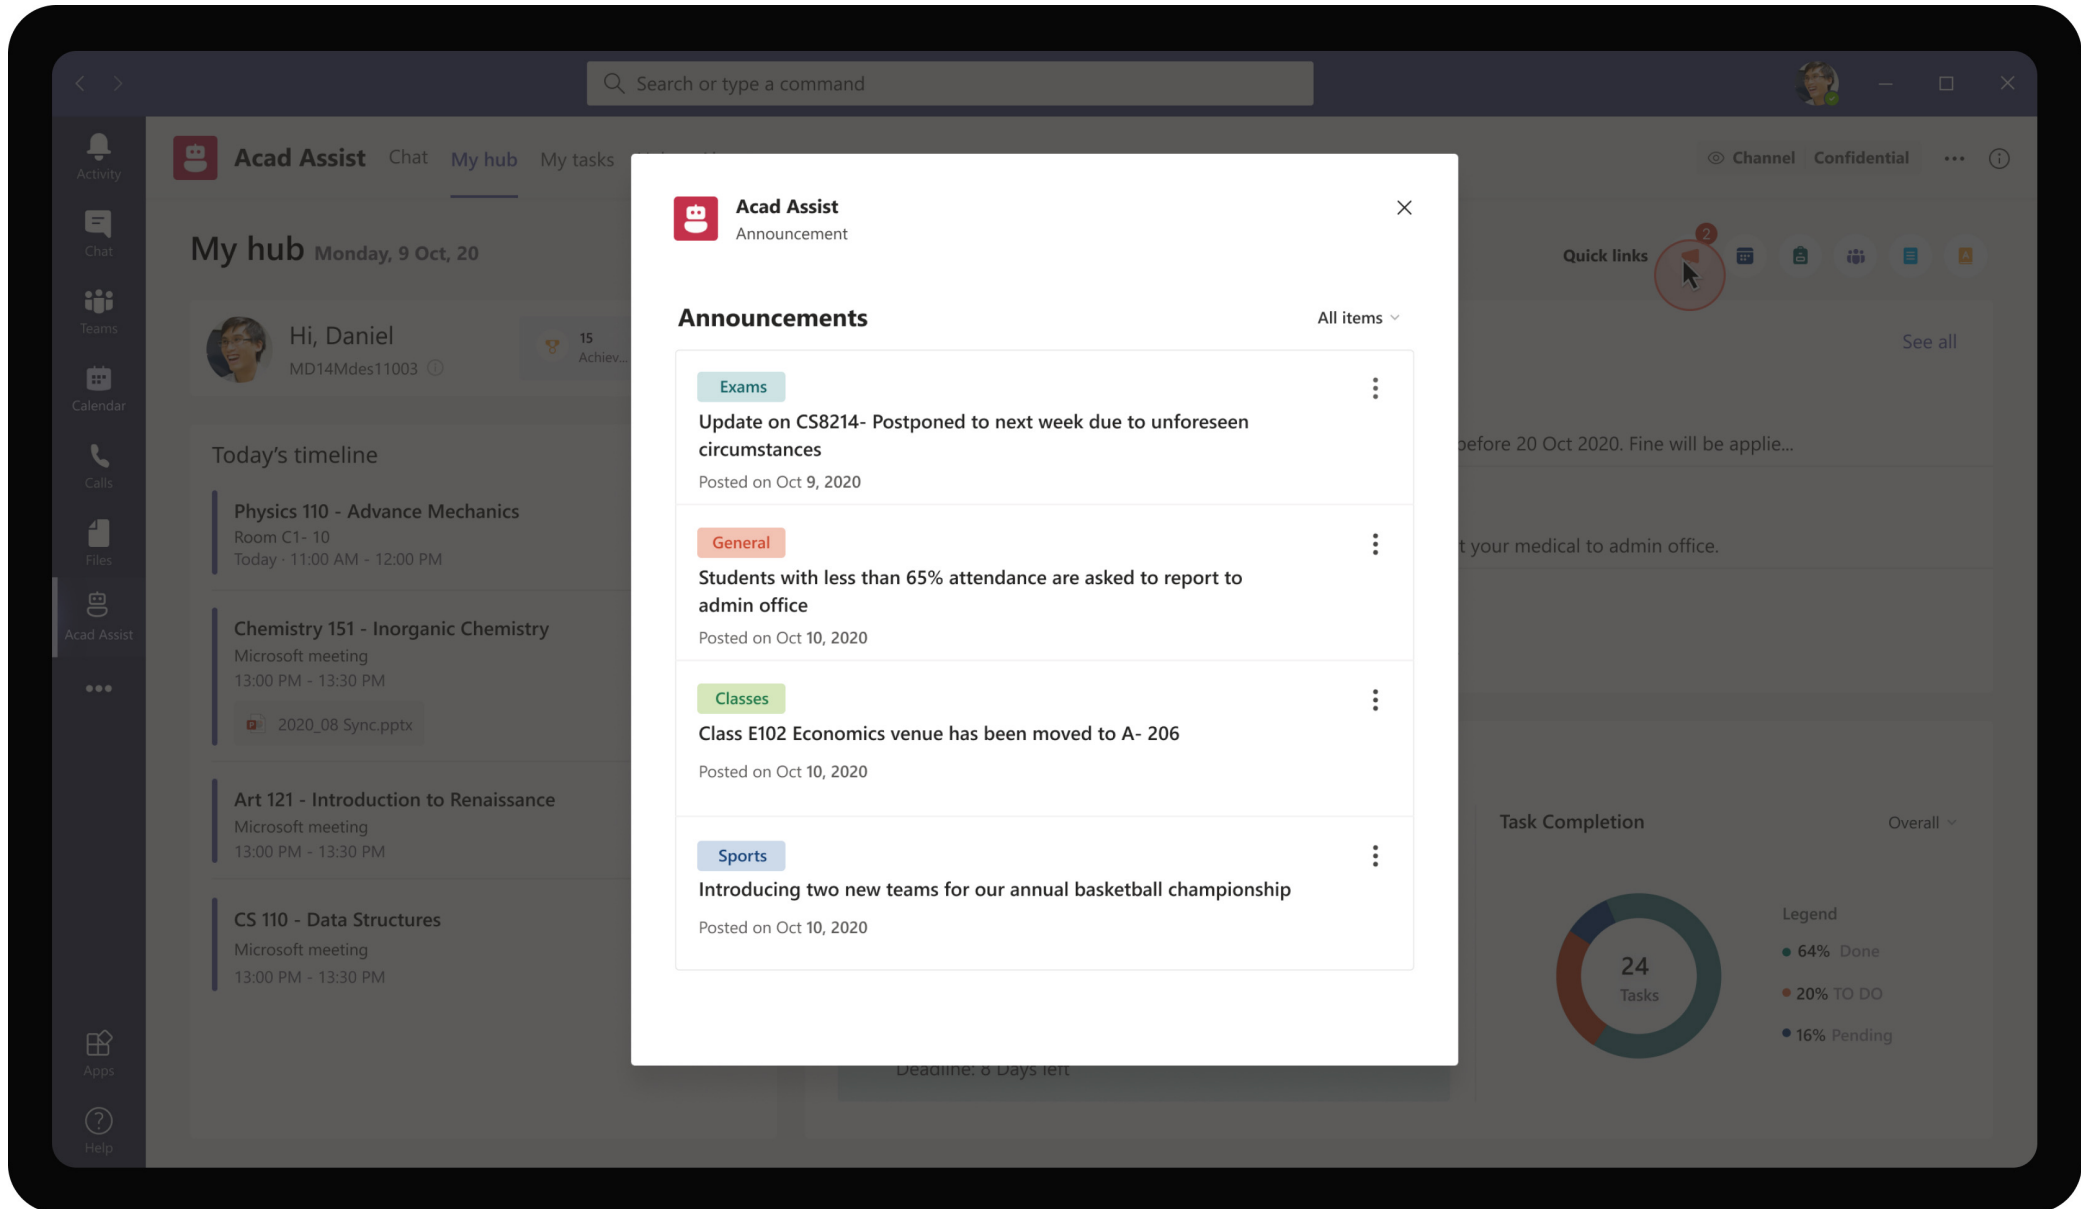 Search or type a command
Activity
Chat
Teams
Calendar
Calls
Files
Acad Assist
Apps
Help
Acad Assist
Chat
My hub
My tasks
Channel
Confidential
My hub Monday, 9 Oct, 20
Quick links
2
Hi, Daniel
MD14Mdes11003
15
Achiev...
See all
Today's timeline
Physics 110 - Advance Mechanics
Room C1- 10
Today · 11:00 AM - 12:00 PM
Chemistry 151 - Inorganic Chemistry
Microsoft meeting
13:00 PM - 13:30 PM
2020_08 Sync.pptx
Art 121 - Introduction to Renaissance
Microsoft meeting
13:00 PM - 13:30 PM
CS 110 - Data Structures
Microsoft meeting
13:00 PM - 13:30 PM
Acad Assist
Announcement
Announcements
All items
Exams
Update on CS8214- Postponed to next week due to unforeseen
circumstances
Posted on Oct 9, 2020
General
Students with less than 65% attendance are asked to report to
admin office
Posted on Oct 10, 2020
Classes
Class E102 Economics venue has been moved to A- 206
Posted on Oct 10, 2020
Sports
Introducing two new teams for our annual basketball championship
Posted on Oct 10, 2020
before 20 Oct 2020. Fine will be applie...
your medical to admin office.
Deadline: 8 Days left
Task Completion
Overall
24
Tasks
Legend
64% Done
20% TO DO
16% Pending